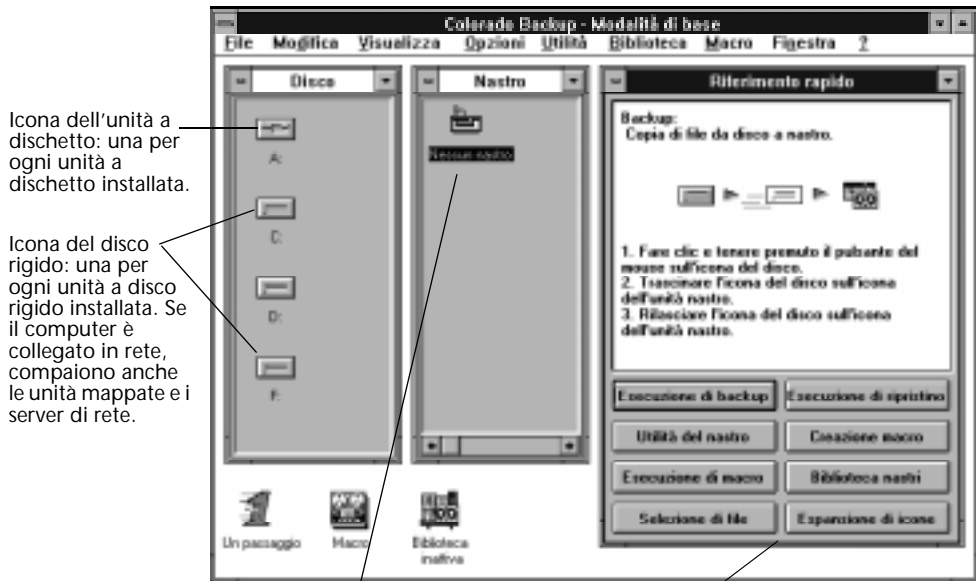 Colorado Backup - Modalità di base
File Modifica Visualizza Opzioni Utilità Biblioteca Macro Finestra ?
Disco
Nastro
Riferimento rapido
Icona dell'unità a
dischetto: una per
ogni unità a
dischetto installata.
Icona del disco
rigido: una per
ogni unità a disco
rigido installata. Se
il computer è
collegato in rete,
compaiono anche
le unità mappate e i
server di rete.
A:
C:
D:
F:
Nessun nastro
Backup:
Copia di file da disco a nastro.
1. Fare clic e tenere premuto il pulsante del
mouse sull'icona del disco.
2. Trascinare l'icona del disco sull'icona
dell'unità nastro.
3. Rilasciare l'icona del disco sull'icona
dell'unità nastro.
Esecuzione di backup
Esecuzione di ripristino
Utilità del nastro
Creazione macro
Esecuzione di macro
Biblioteca nastri
Selezione di file
Espansione di icone
Un passaggio
Macro
Biblioteca
inattiva